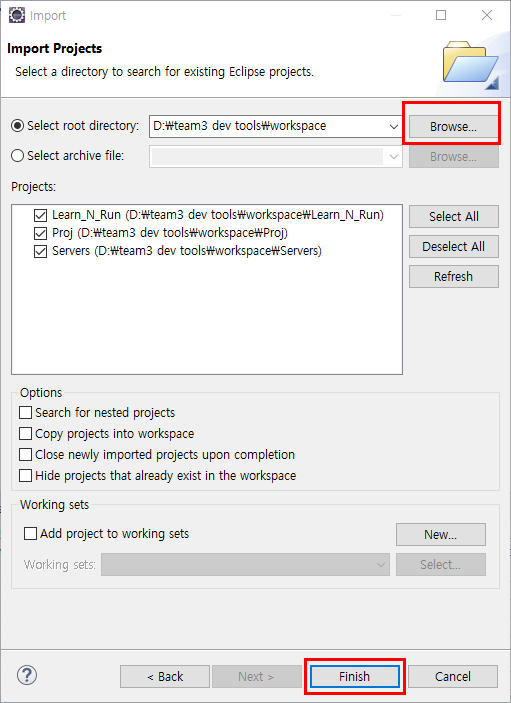 Import
Import Projects
Select a directory to search for existing Eclipse projects.
Select root directory: D:₩team3 dev tools₩workspace Browse...
Select archive file: Browse...
Projects:
Learn_N_Run (D:₩team3 dev tools₩workspace₩Learn_N_Run) Select All
Proj (D:₩team3 dev tools₩workspace₩Proj)
Servers (D:₩team3 dev tools₩workspace₩Servers) Deselect All
Refresh
Options
Search for nested projects
Copy projects into workspace
Close newly imported projects upon completion
Hide projects that already exist in the workspace
Working sets
Add project to working sets New...
Working sets: Select...
? < Back Next > Finish Cancel